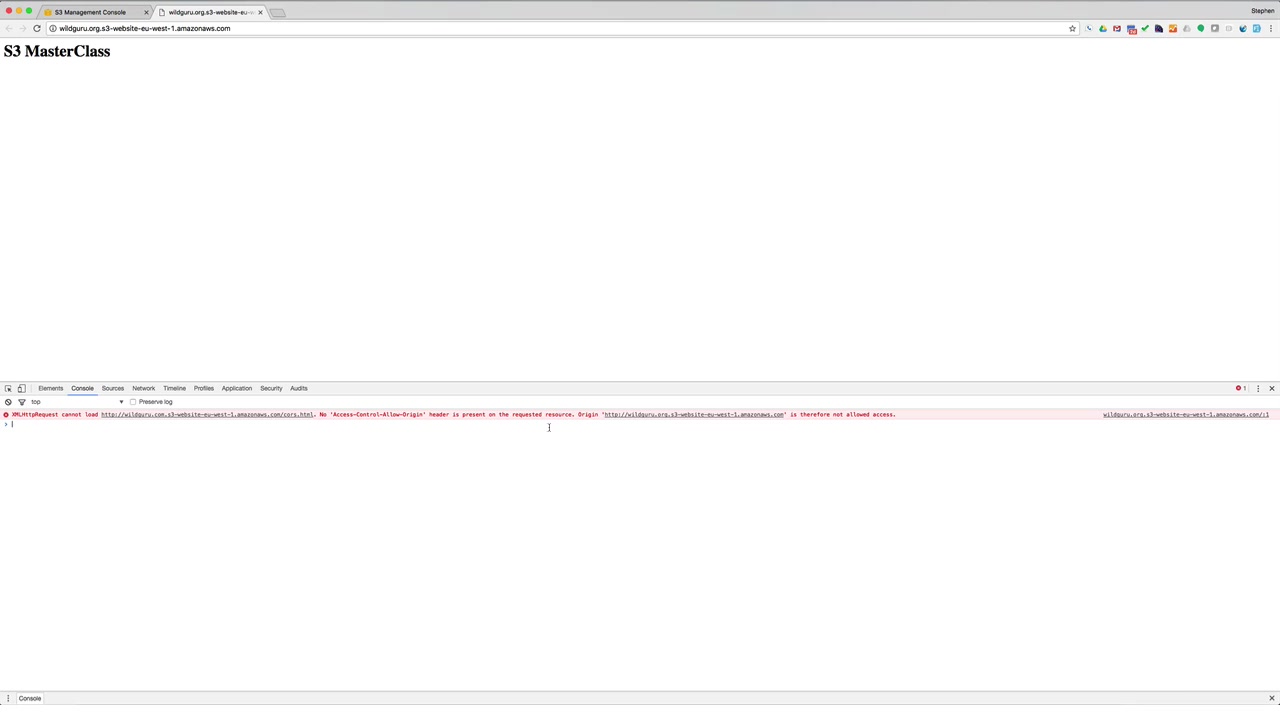 S3 Management Console
wildguru.org.s3-website-eu-w
Stephen
wildguru.org.s3-website-eu-west-1.amazonaws.com
S3 MasterClass
Elements Console Sources Network Timeline Profiles Application Security Audits
1
top Preserve log
XMLHttpRequest cannot load http://wildguru.com.s3-website-eu-west-1.amazonaws/cors.html. No 'Access-Control-Allow-Origin' header is present on the requested resource. Origin 'http://wildguru.org.s3-website-eu-west-1.amazonaws.com' is therefore not allowed access. wildguru.org.s3-website-eu-west-1.amazonaws.com/:1
>
Console